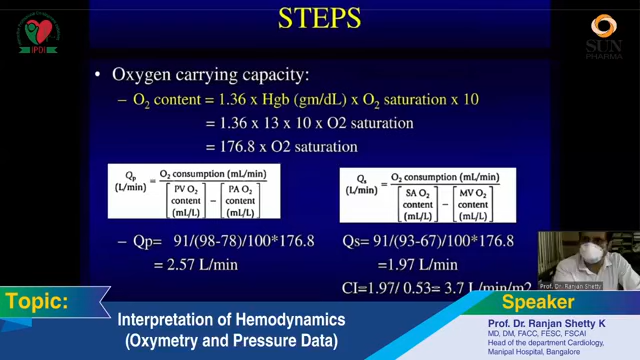 STEPS
iPDI
SUN
PHARMA
• Oxygen carrying capacity:
– O₂ content = 1.36 x Hgb (gm/dL) x O₂ saturation x 10
= 1.36 x 13 x 10 x O2 saturation
= 176.8 x O2 saturation
Qp (L/min) = O₂ consumption (mL/min) / [PV O₂ content (mL/L)] − [PA O₂ content (mL/L)]
Qs (L/min) = O₂ consumption (mL/min) / [SA O₂ content (mL/L)] − [MV O₂ content (mL/L)]
– Qp= 91/(98-78)/100*176.8
= 2.57 L/min
Qs= 91/(93-67)/100*176.8
=1.97 L/min
CI=1.97/ 0.53= 3.7 L/min/m2
Prof. Dr. Ranjan Shetty
Topic:
Interpretation of Hemodynamics
(Oxymetry and Pressure Data)
Speaker
Prof. Dr. Ranjan Shetty K
MD, DM, FACC, FESC, FSCAI
Head of the department Cardiology,
Manipal Hospital, Bangalore